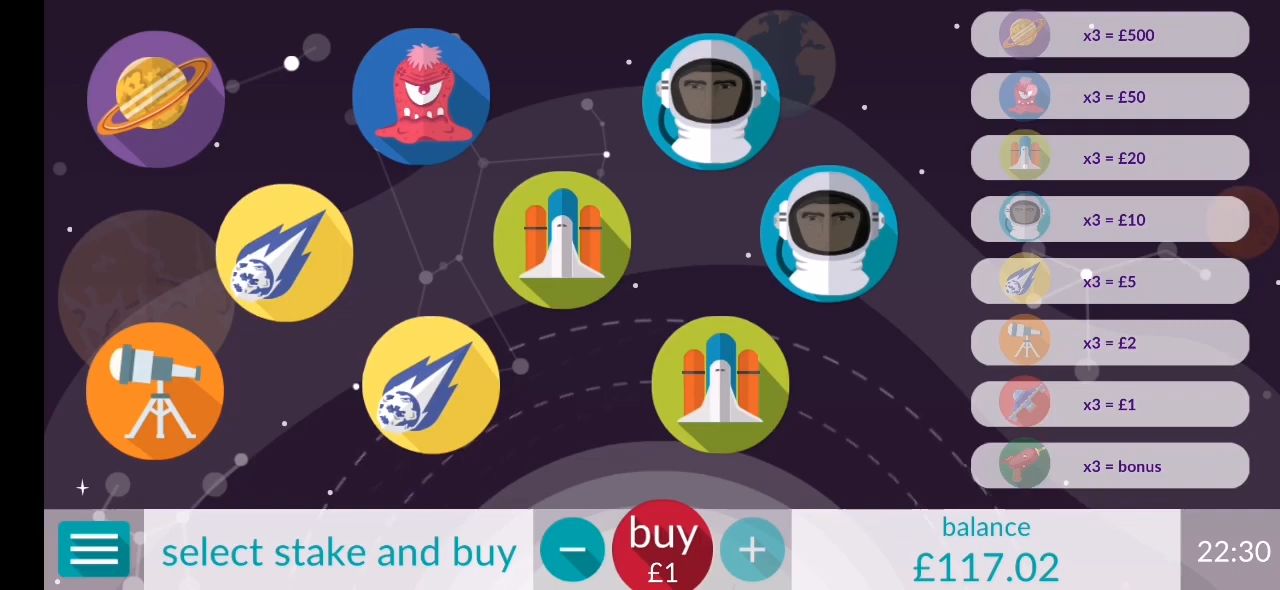 x3 = £500
x3 = £50
x3 = £20
x3 = £10
x3 = £5
x3 = £2
x3 = £1
x3 = bonus
select stake and buy
buy
£1
balance
£117.02
22:30